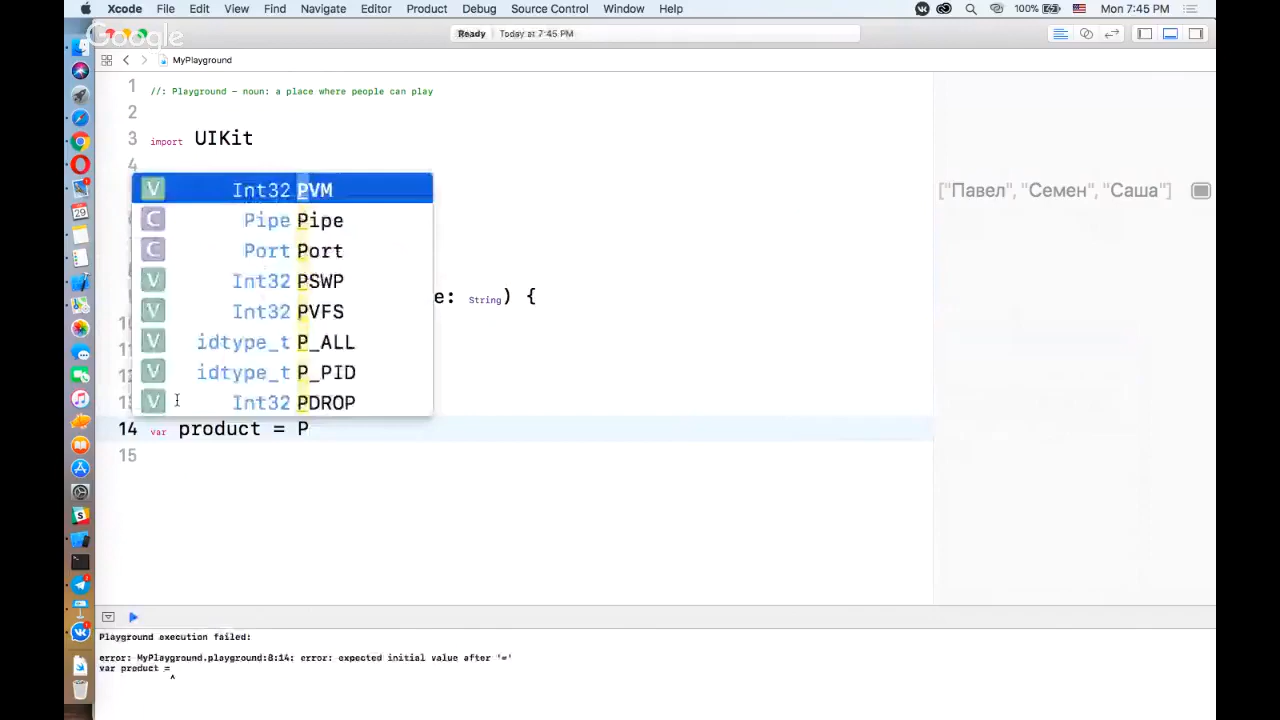 Xcode File Edit View Find Navigate Editor Product Debug Source Control Window Help 100% Mon 7:45 PM
Google
Ready Today at 7:45 PM
MyPlayground
1 //: Playground - noun: a place where people can play
2
3 import UIKit
4
V Int32 PVM
["Павел", "Семен", "Саша"]
C Pipe Pipe
C Port Port
V Int32 PSWP
e: String) {
V Int32 PVFS
V idtype_t P_ALL
V idtype_t P_PID
V Int32 PDROP
14 var product = P
15
Playground execution failed:
error: MyPlayground.playground:8:14: error: expected initial value after '='
var product =
^